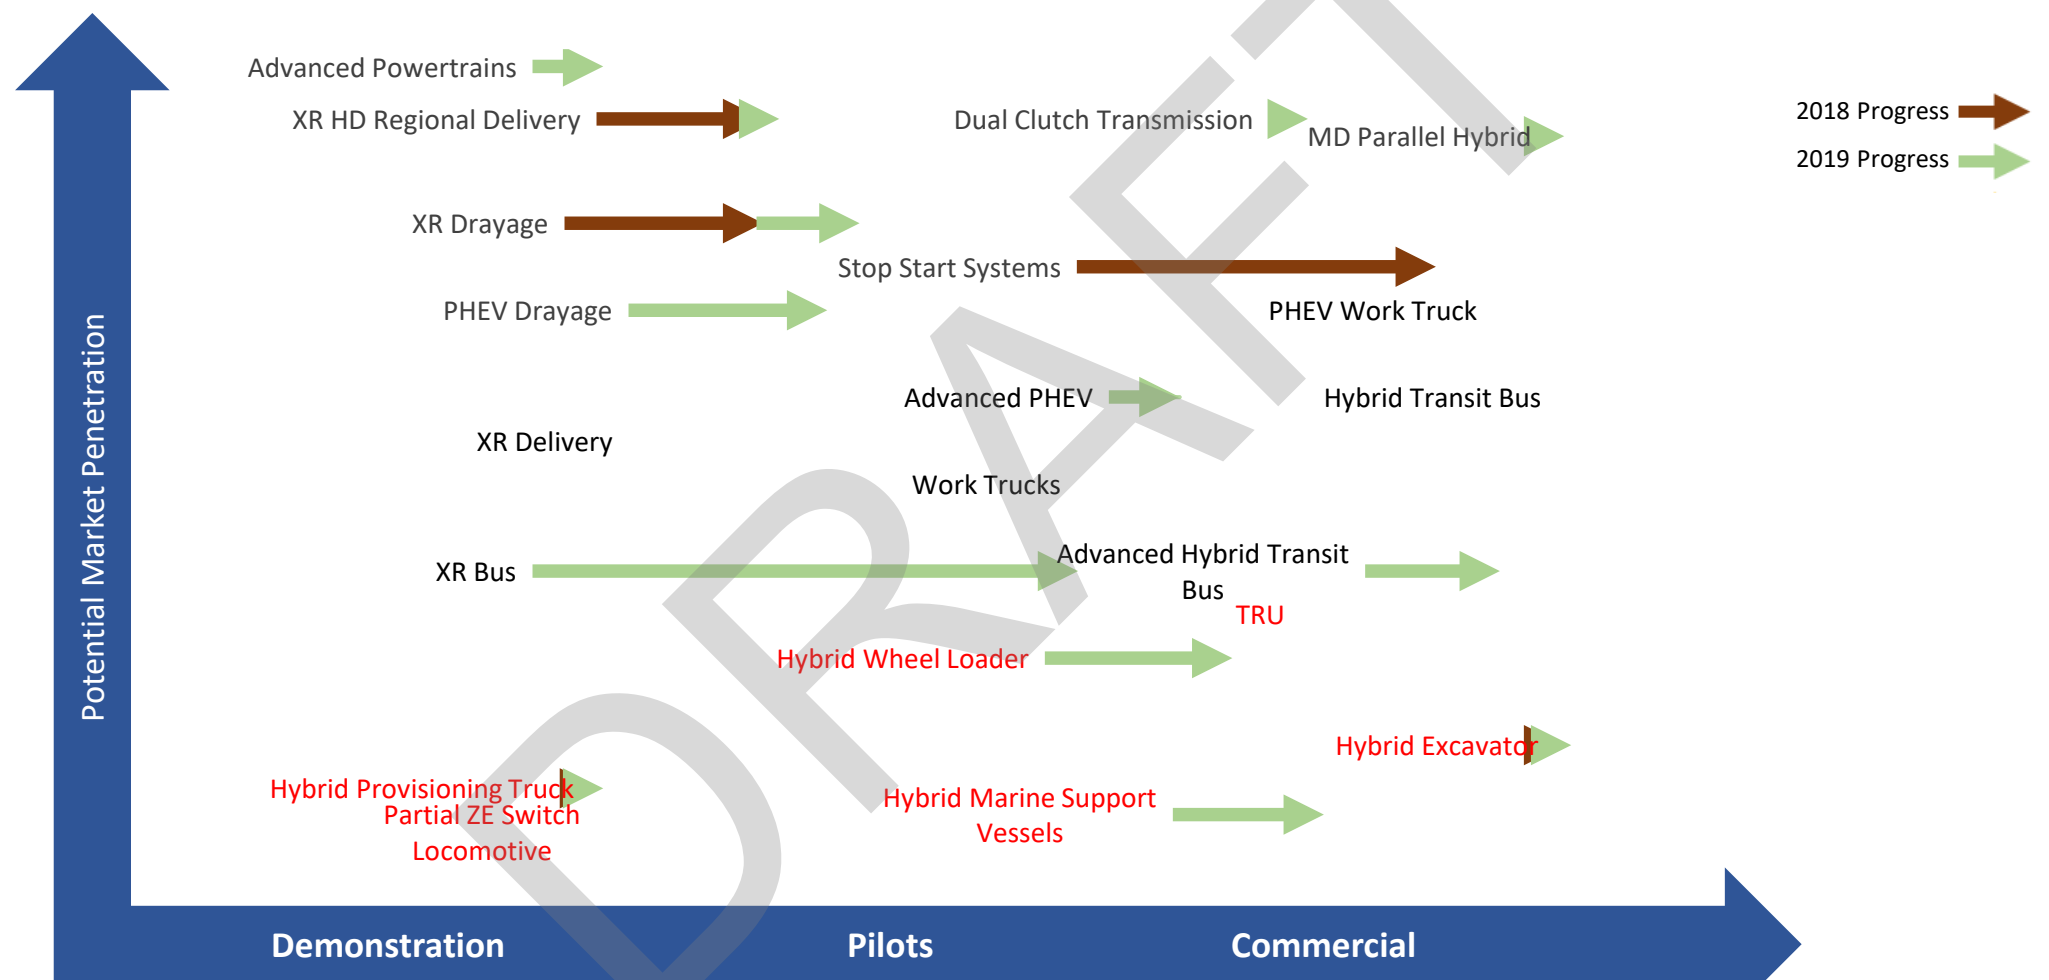 Advanced Powertrains
XR HD Regional Delivery
Dual Clutch Transmission
MD Parallel Hybrid
2018 Progress
2019 Progress
XR Drayage
Stop Start Systems
PHEV Drayage
PHEV Work Truck
Advanced PHEV
Hybrid Transit Bus
XR Delivery
Work Trucks
XR Bus
Advanced Hybrid Transit
Bus
TRU
Hybrid Wheel Loader
Hybrid Excavator
Hybrid Provisioning Truck
Partial ZE Switch
Locomotive
Hybrid Marine Support
Vessels
Potential Market Penetration
Demonstration
Pilots
Commercial
DRAFT